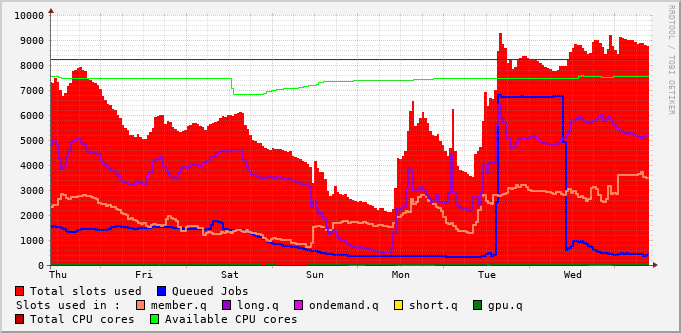 10000
9000
8000
7000
6000
5000
4000
3000
2000
1000
0
Thu Fri Sat Sun Mon Tue Wed
Total slots used Queued Jobs
Slots used in : member.q long.q ondemand.q short.q gpu.q
Total CPU cores Available CPU cores
RRDTOOL / TOBI OETIKER